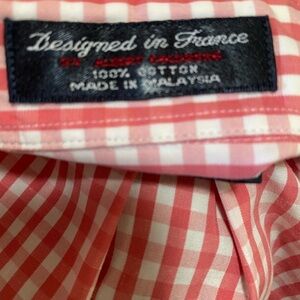 Designed in France
100% COTTON
MADE IN MALAYSIA